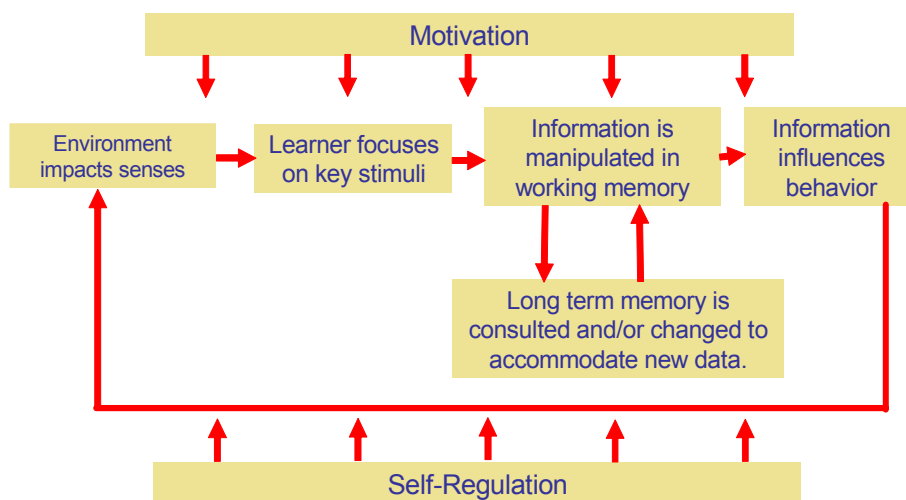 Motivation
Environment
impacts senses
Learner focuses
on key stimuli
Information is
manipulated in
working memory
Information
influences
behavior
Long term memory is
consulted and/or changed to
accommodate new data.
Self-Regulation